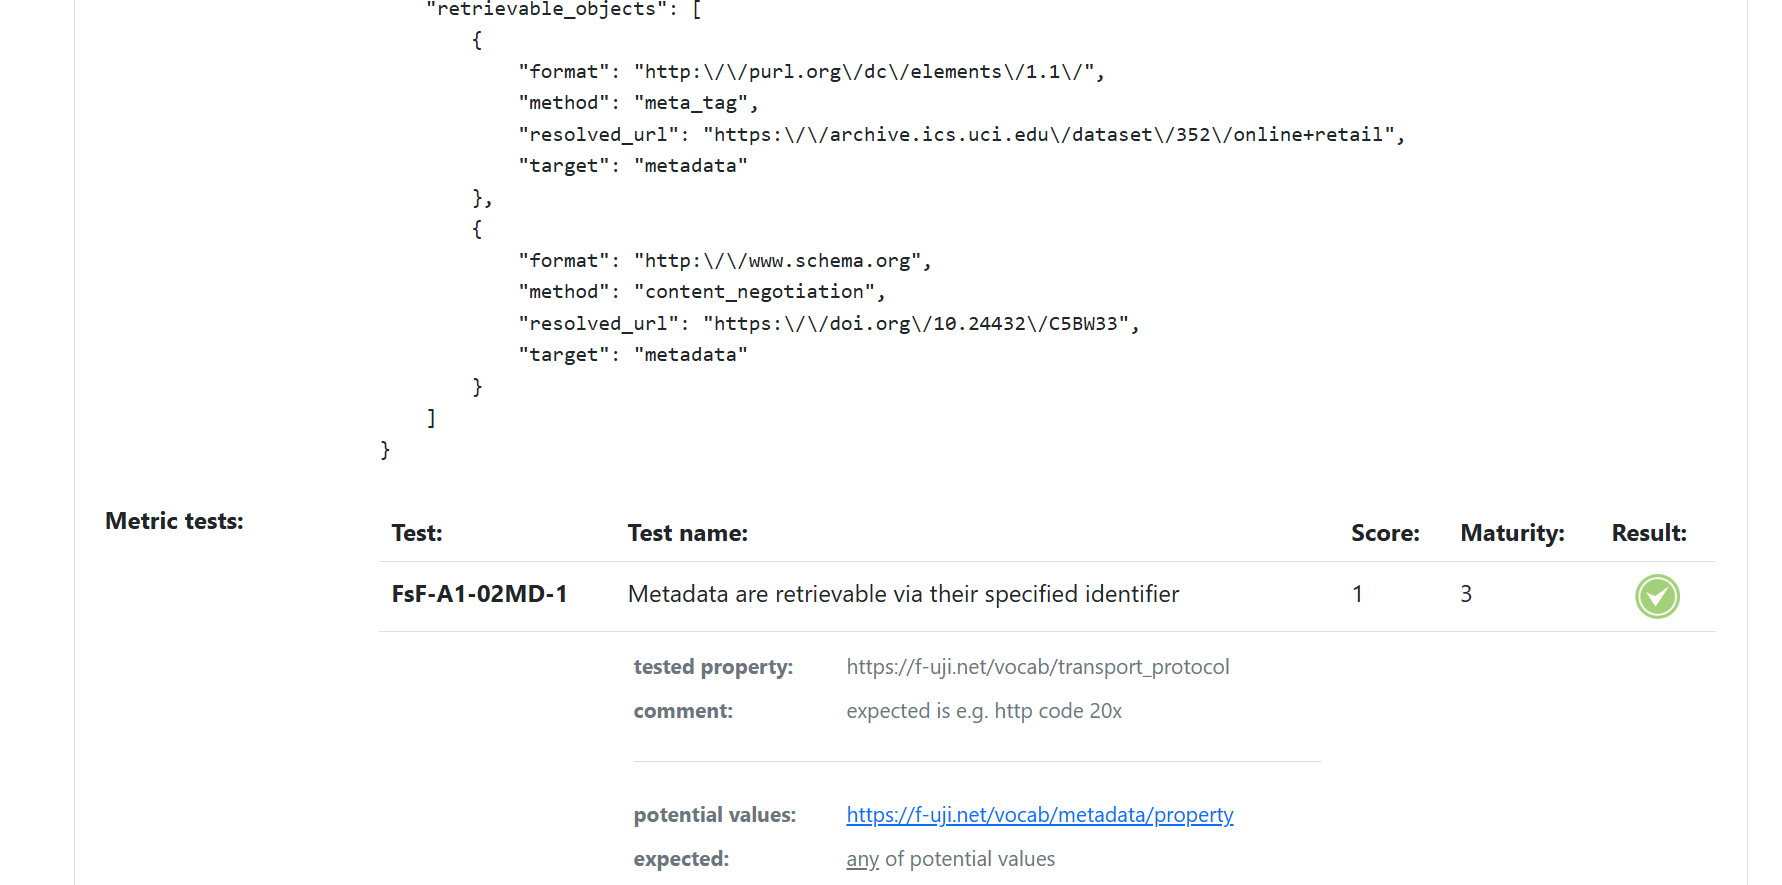 "retrievable_objects": [
{
"format": "http:\/\/purl.org\/dc\/elements\/1.1\/",
"method": "meta_tag",
"resolved_url": "https:\/\/archive.ics.uci.edu\/dataset\/352\/online+retail",
"target": "metadata"
},
{
"format": "http:\/\/www.schema.org",
"method": "content_negotiation",
"resolved_url": "https:\/\/doi.org\/10.24432\/C5BW33",
"target": "metadata"
}
]
}
Metric tests:
Test: Test name: Score: Maturity: Result:
FsF-A1-02MD-1 Metadata are retrievable via their specified identifier 1 3
tested property: https://f-uji.net/vocab/transport_protocol
comment: expected is e.g. http code 20x
potential values: https://f-uji.net/vocab/metadata/property
expected: any of potential values